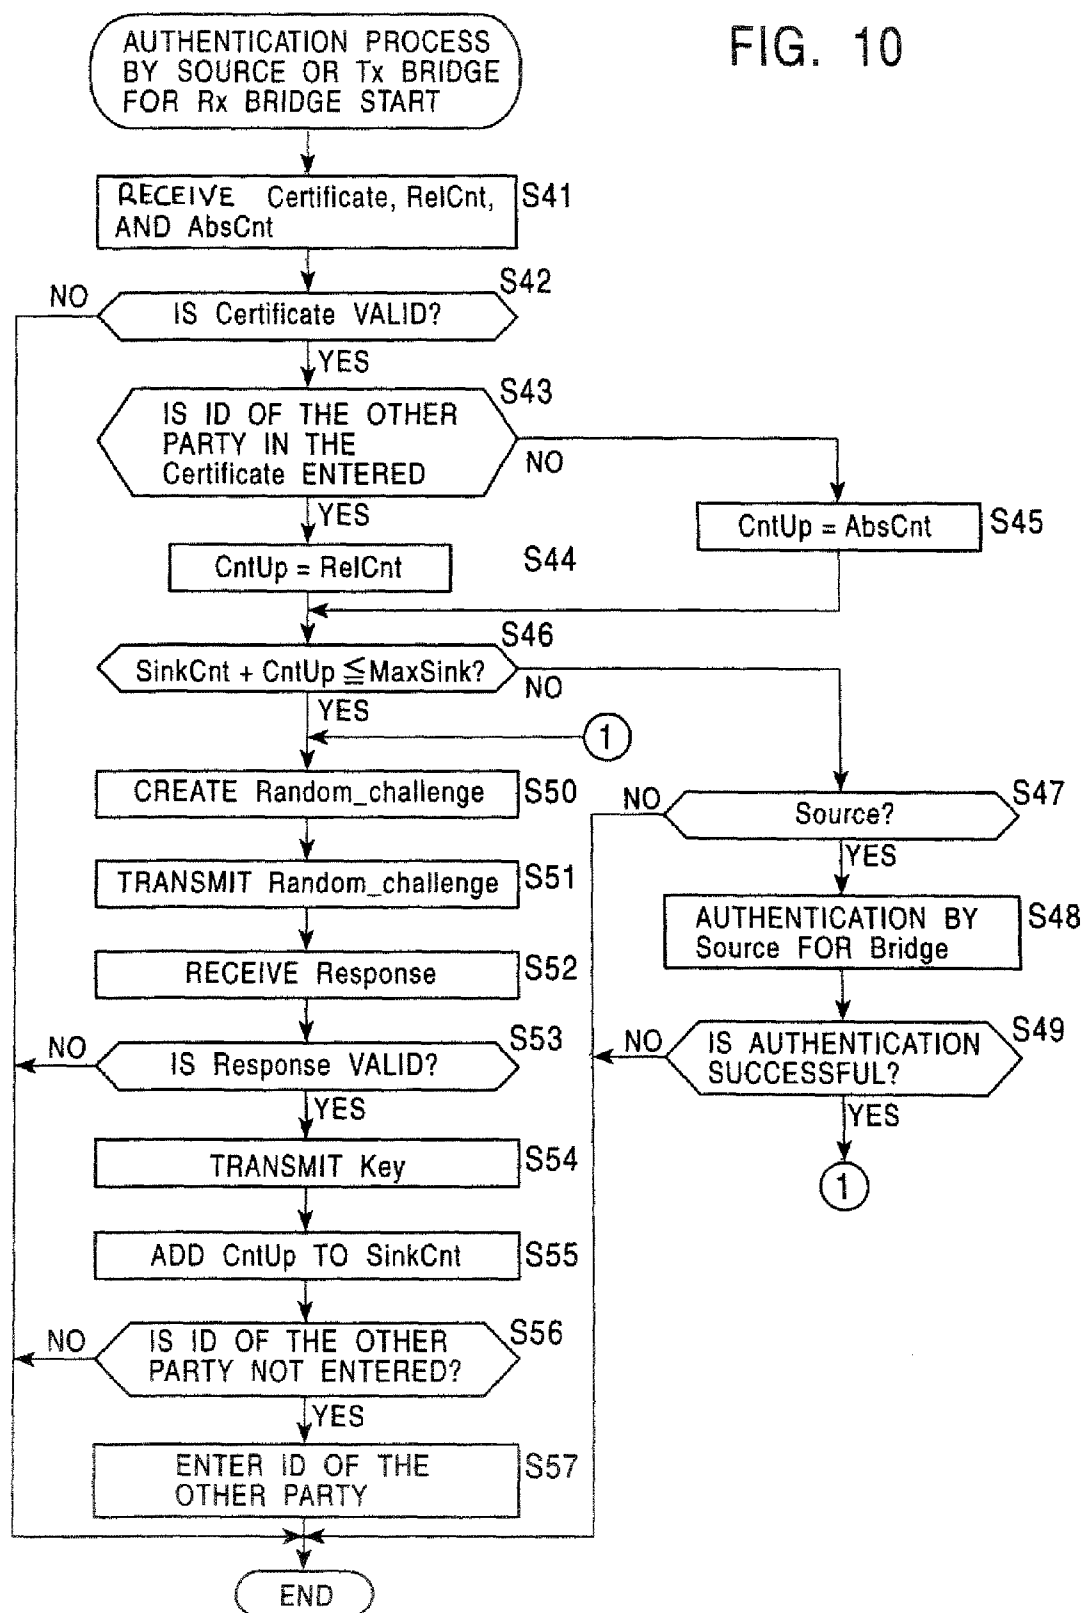 FIG. 10
AUTHENTICATION PROCESS
BY SOURCE OR Tx BRIDGE
FOR Rx BRIDGE START
RECEIVE Certificate, RelCnt,
AND AbsCnt
S41
IS Certificate VALID?
S42
NO
YES
IS ID OF THE OTHER
PARTY IN THE
Certificate ENTERED
S43
NO
YES
CntUp = RelCnt
S44
CntUp = AbsCnt
S45
SinkCnt + CntUp ≦ MaxSink?
S46
NO
YES
1
CREATE Random_challenge
S50
TRANSMIT Random_challenge
S51
RECEIVE Response
S52
IS Response VALID?
S53
NO
YES
TRANSMIT Key
S54
ADD CntUp TO SinkCnt
S55
IS ID OF THE OTHER
PARTY NOT ENTERED?
S56
NO
YES
ENTER ID OF THE
OTHER PARTY
S57
END
Source?
S47
NO
YES
AUTHENTICATION BY
Source FOR Bridge
S48
IS AUTHENTICATION
SUCCESSFUL?
S49
NO
YES
1